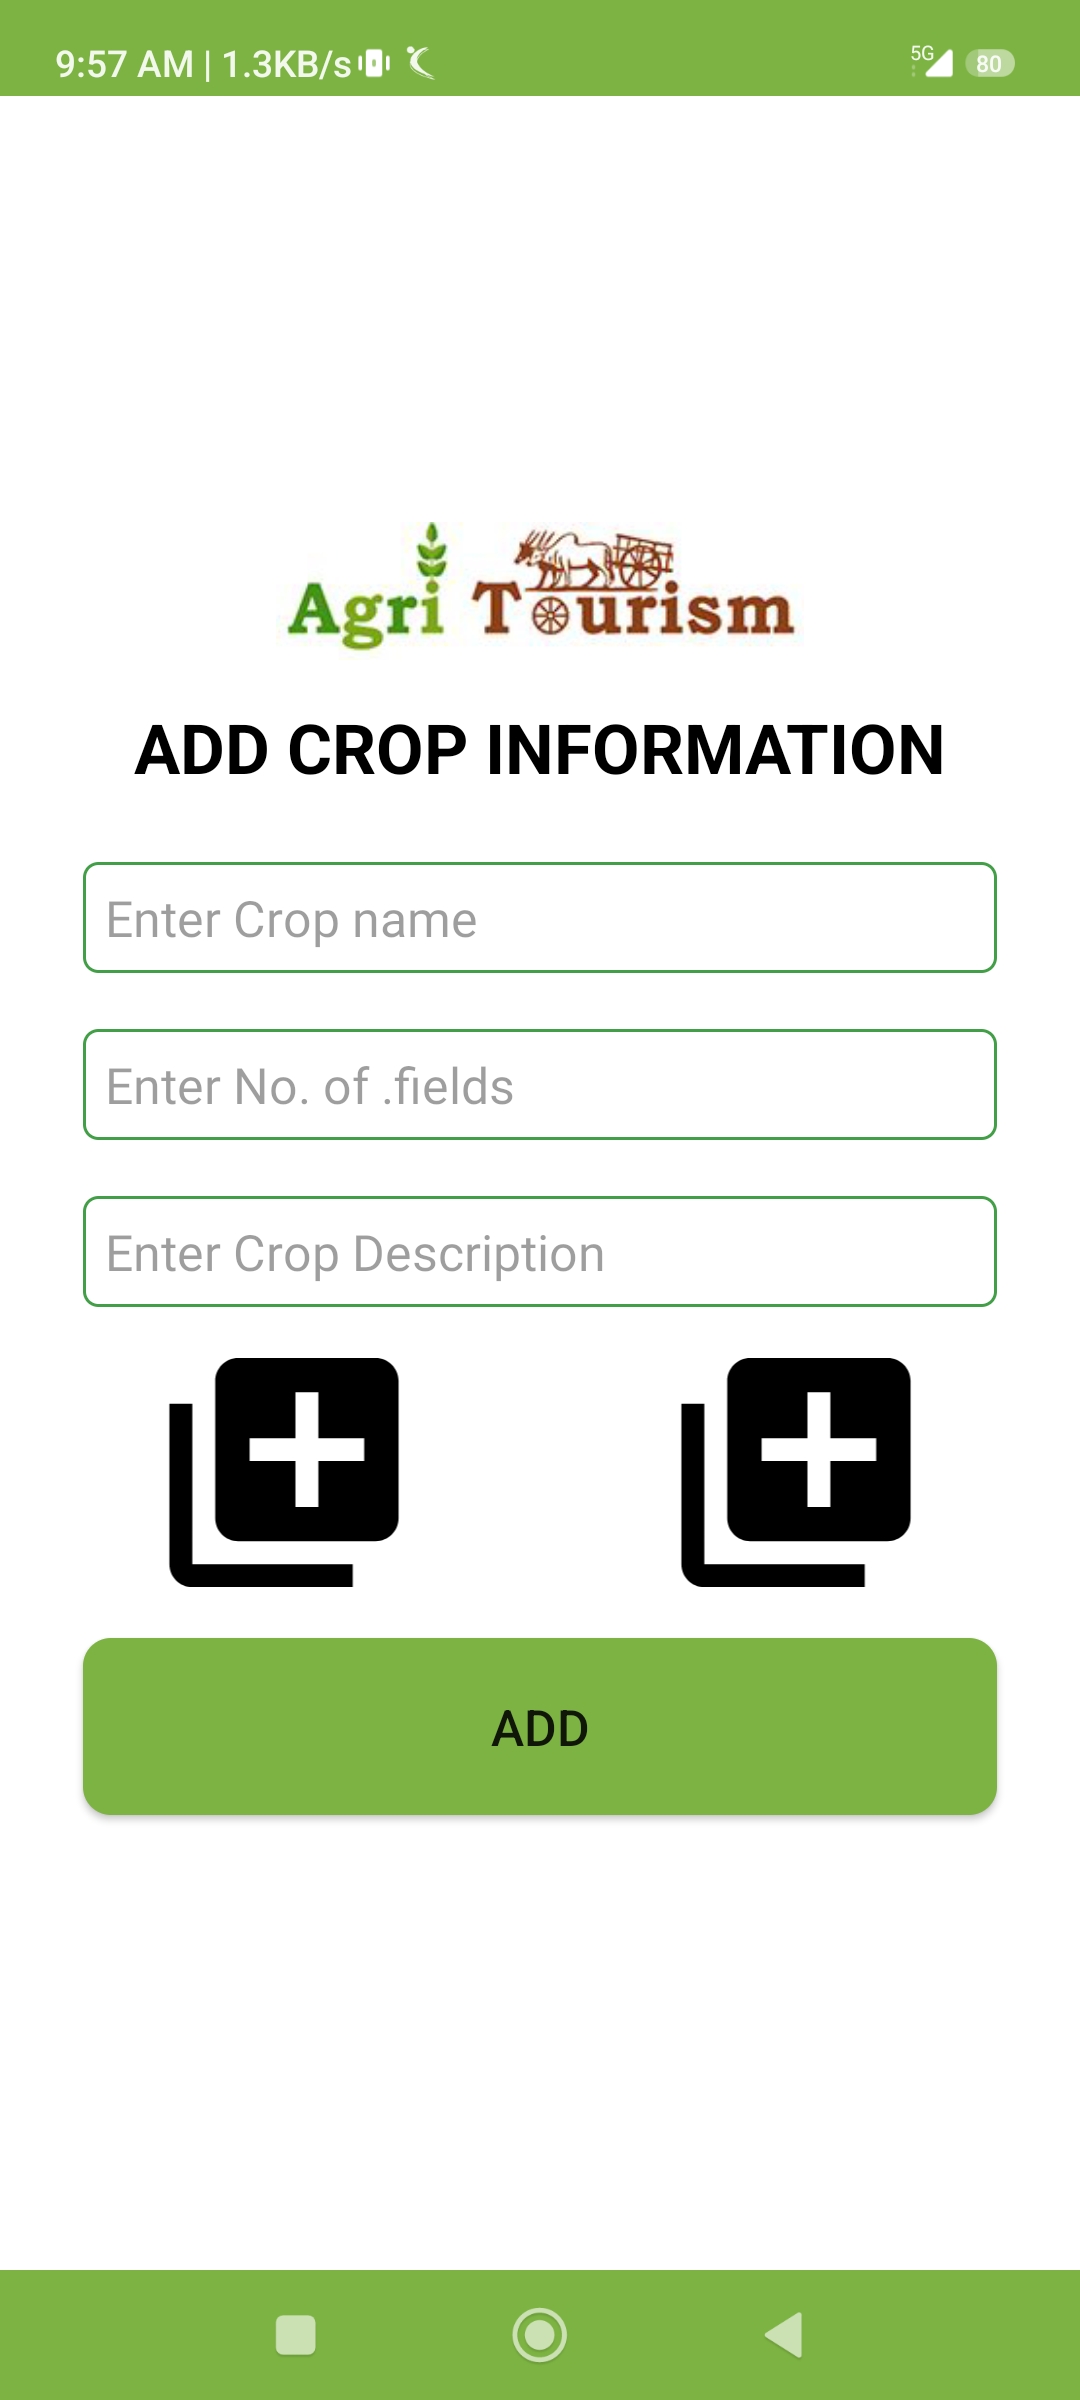 9:57 AM | 1.3KB/s 5G 80
Agri Tourism
ADD CROP INFORMATION
Enter Crop name
Enter No. of .fields
Enter Crop Description
ADD